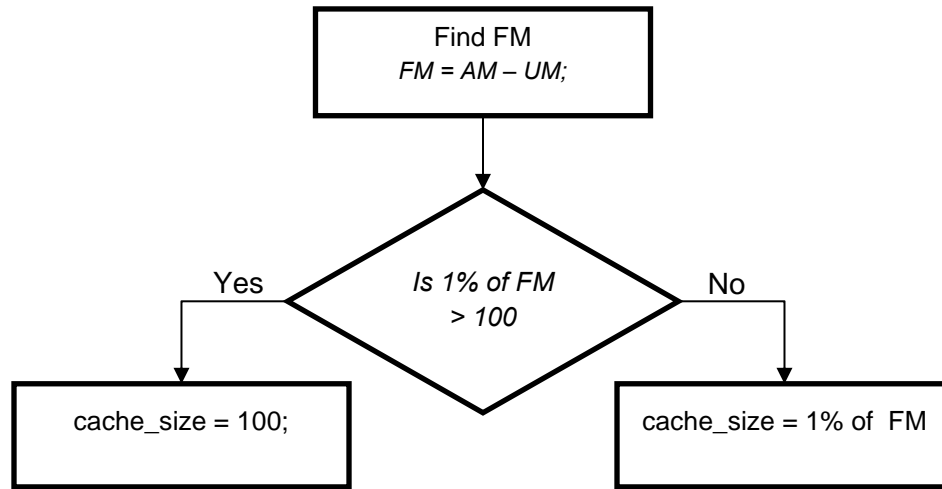 Find FM
FM = AM – UM;
Is 1% of FM
> 100
Yes
No
cache_size = 100;
cache_size = 1% of FM